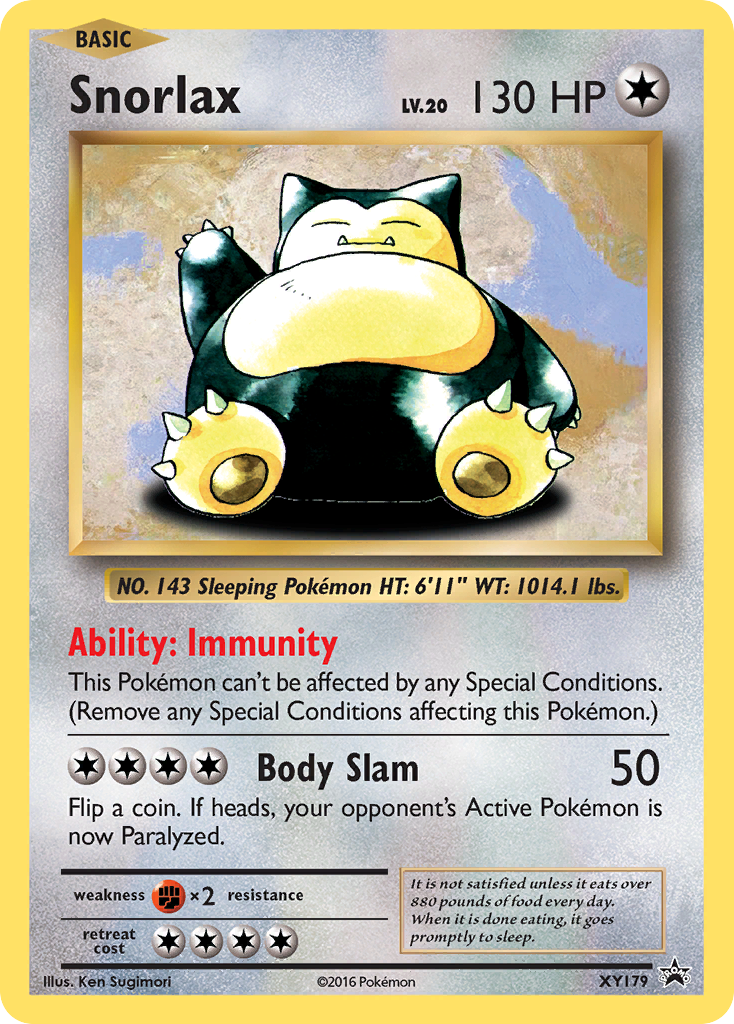 BASIC
Snorlax LV.20 130 HP
NO. 143 Sleeping Pokémon HT: 6'11" WT: 1014.1 lbs.
Ability: Immunity
This Pokémon can't be affected by any Special Conditions.
(Remove any Special Conditions affecting this Pokémon.)
Body Slam 50
Flip a coin. If heads, your opponent's Active Pokémon is
now Paralyzed.
weakness ×2 resistance
retreat
cost
It is not satisfied unless it eats over
880 pounds of food every day.
When it is done eating, it goes
promptly to sleep.
Illus. Ken Sugimori ©2016 Pokémon XY179 PROMO